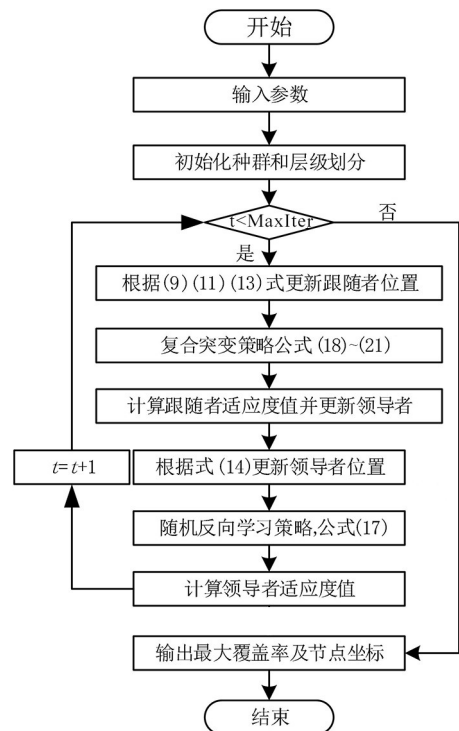 开始
输入参数
初始化种群和层级划分
t<MaxIter
否
是
根据(9)(11)(13)式更新跟随者位置
复合突变策略公式(18)~(21)
计算跟随者适应度值并更新领导者
t=t+1
根据式(14)更新领导者位置
随机反向学习策略,公式(17)
计算领导者适应度值
输出最大覆盖率及节点坐标
结束